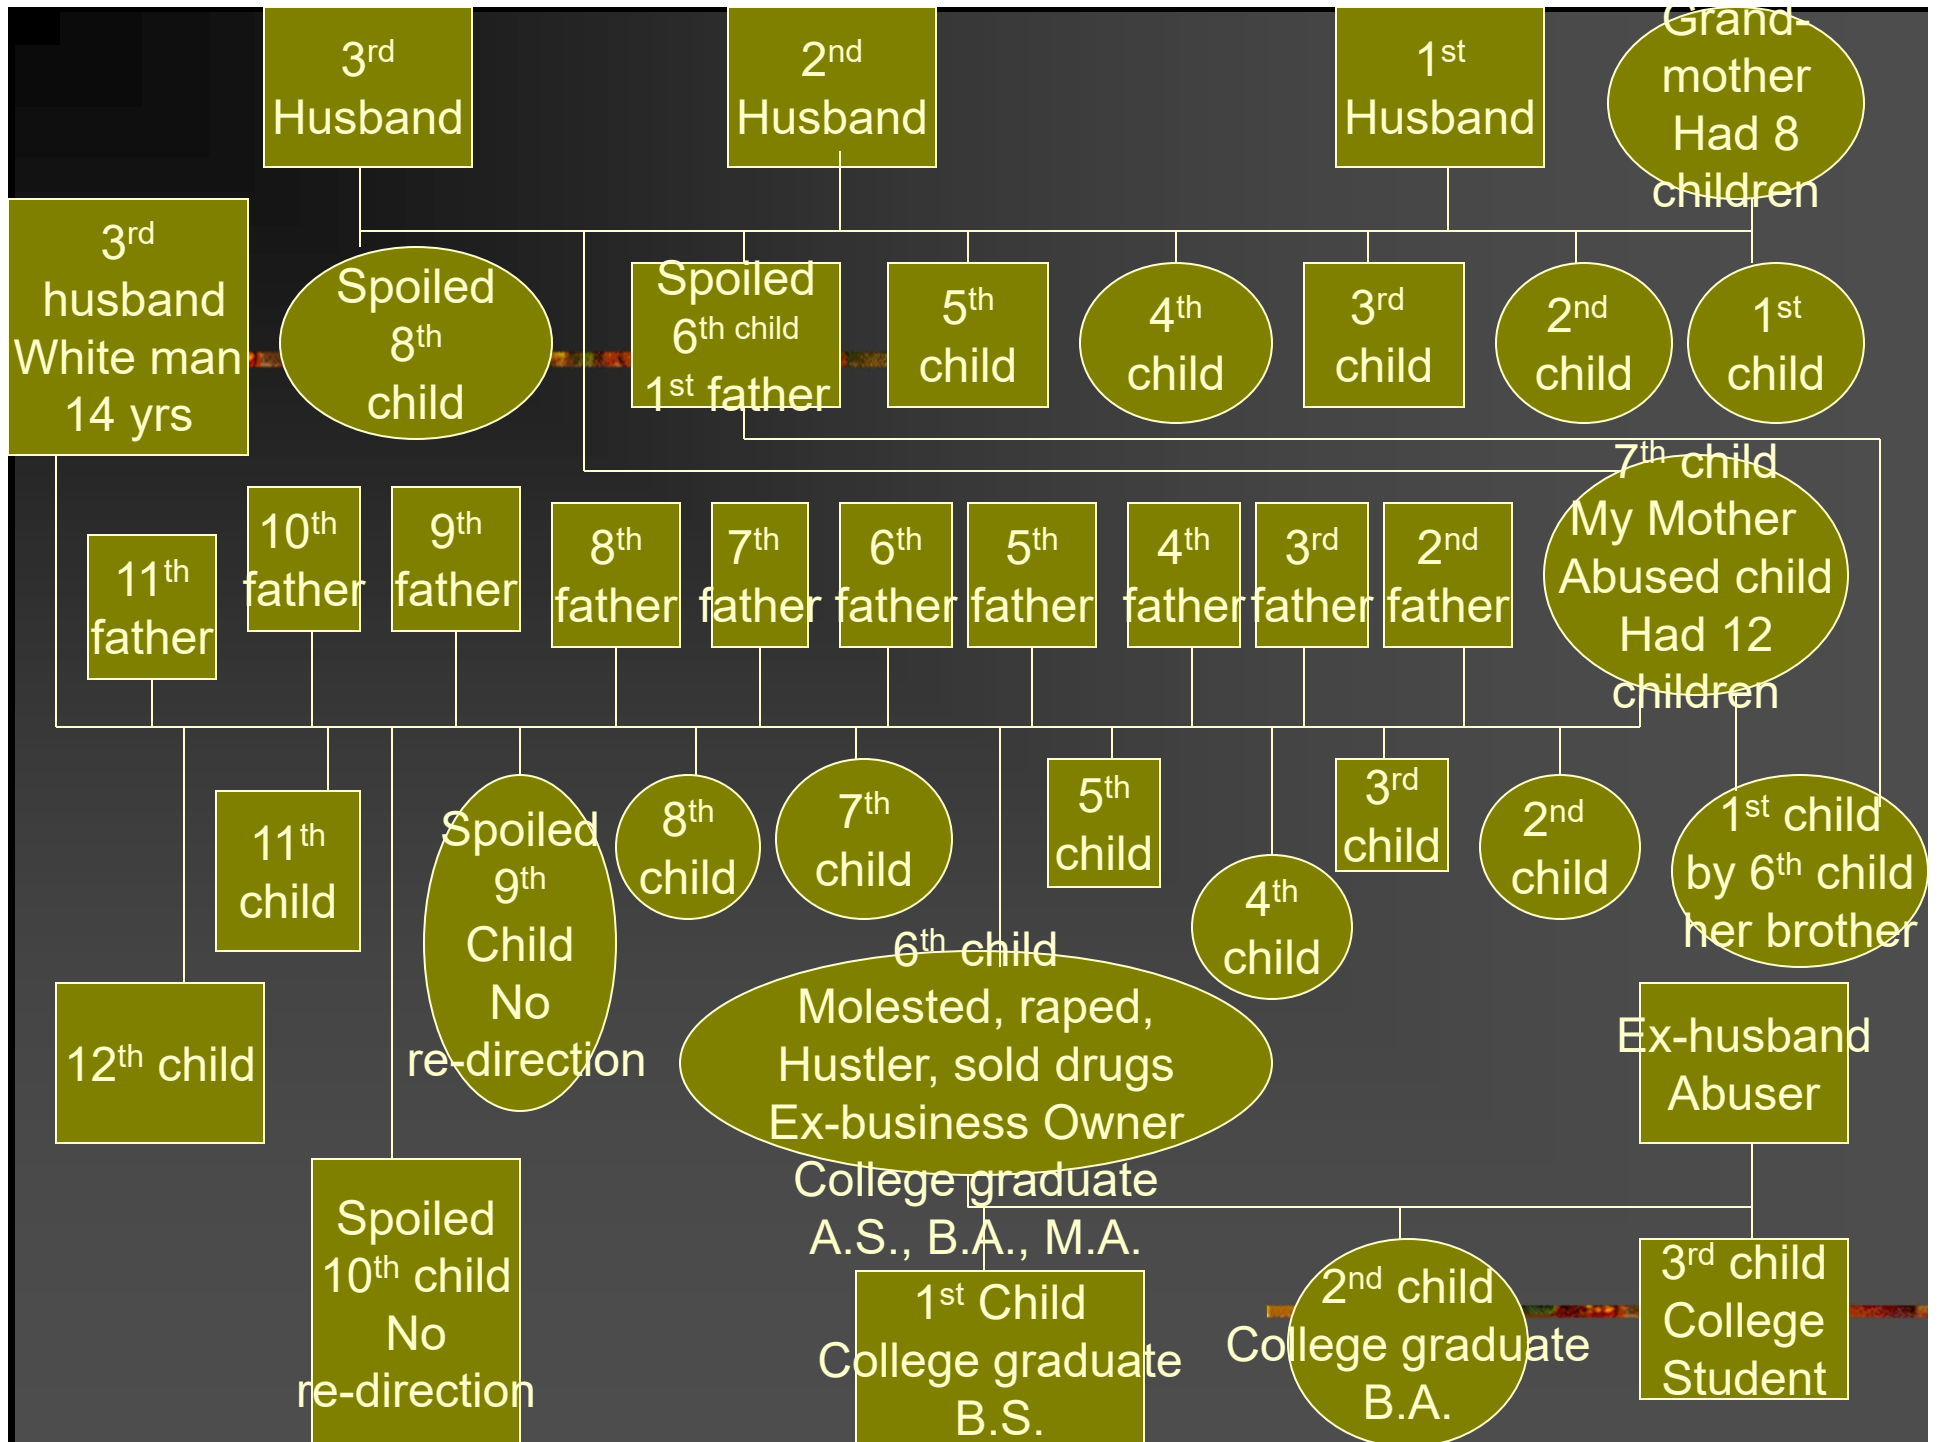 3rd
Husband
2nd
Husband
1st
Husband
Grand-
mother
Had 8
children
3rd
husband
White man
14 yrs
Spoiled
8th
child
Spoiled
6th child
1st father
5th
child
4th
child
3rd
child
2nd
child
1st
child
7th child
My Mother
Abused child
Had 12
children
11th
father
10th
father
9th
father
8th
father
7th
father
6th
father
5th
father
4th
father
3rd
father
2nd
father
11th
child
Spoiled
9th
Child
No
re-direction
8th
child
7th
child
5th
child
4th
child
3rd
child
2nd
child
1st child
by 6th child
her brother
12th child
6th child
Molested, raped,
Hustler, sold drugs
Ex-business Owner
College graduate
A.S., B.A., M.A.
Ex-husband
Abuser
Spoiled
10th child
No
re-direction
1st Child
College graduate
B.S.
2nd child
College graduate
B.A.
3rd child
College
Student